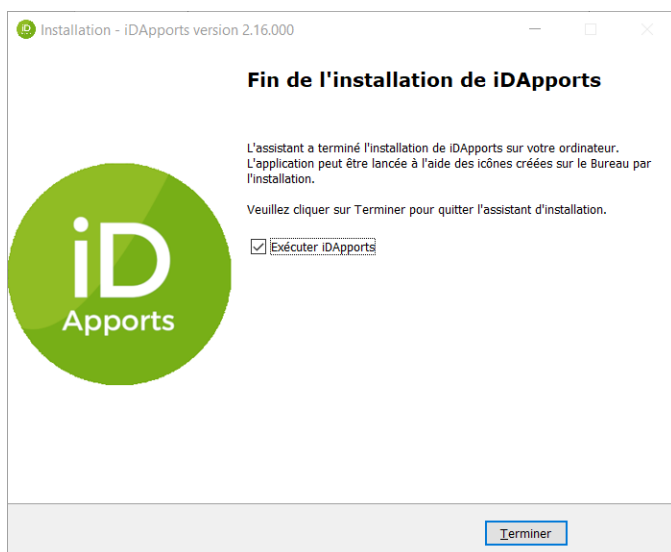 Installation - iDApports version 2.16.000
Fin de l'installation de iDApports
L'assistant a terminé l'installation de iDApports sur votre ordinateur.
L'application peut être lancée à l'aide des icônes créées sur le Bureau par
l'installation.
Veuillez cliquer sur Terminer pour quitter l'assistant d'installation.
Exécuter iDApports
iD
Apports
Terminer